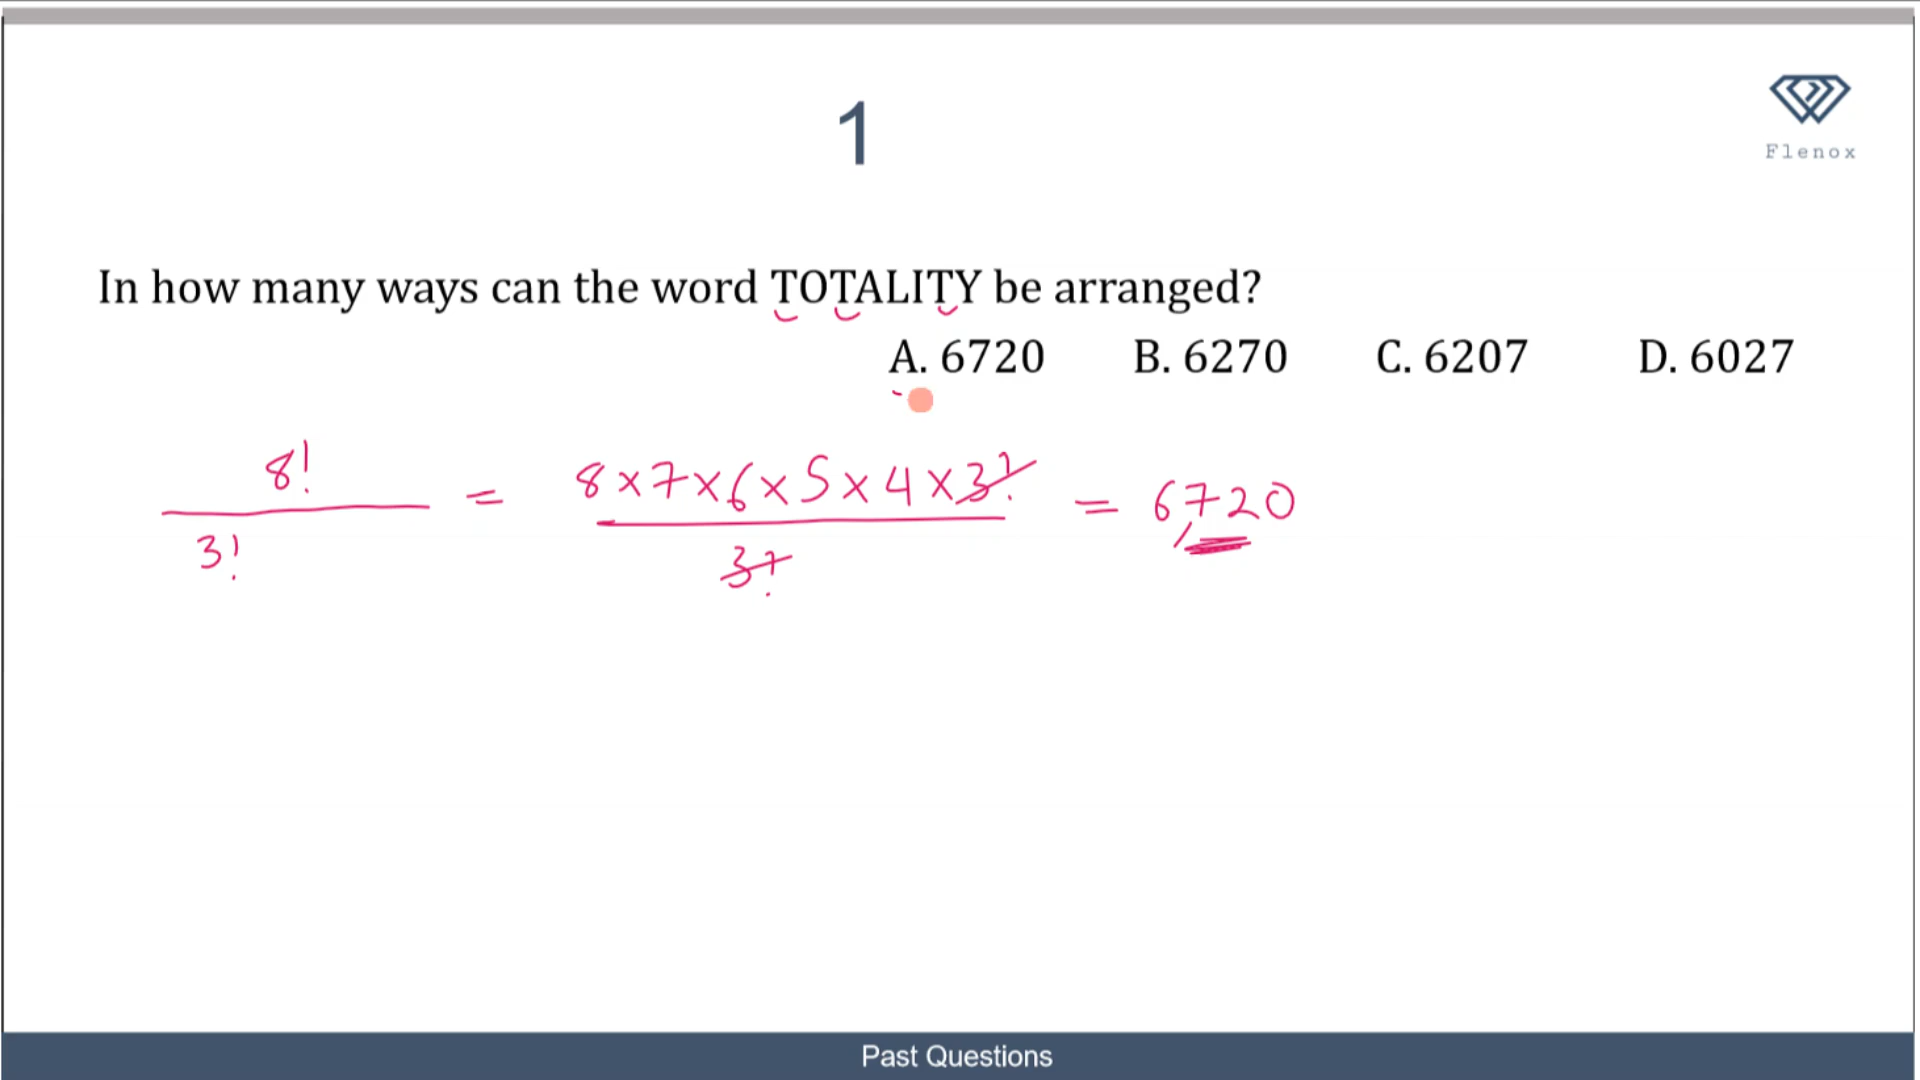 1
Flenox
In how many ways can the word TOTALITY be arranged?
A. 6720 B. 6270 C. 6207 D. 6027
8! = 8×7×6×5×4×3! = 6720
3! 3!
Past Questions